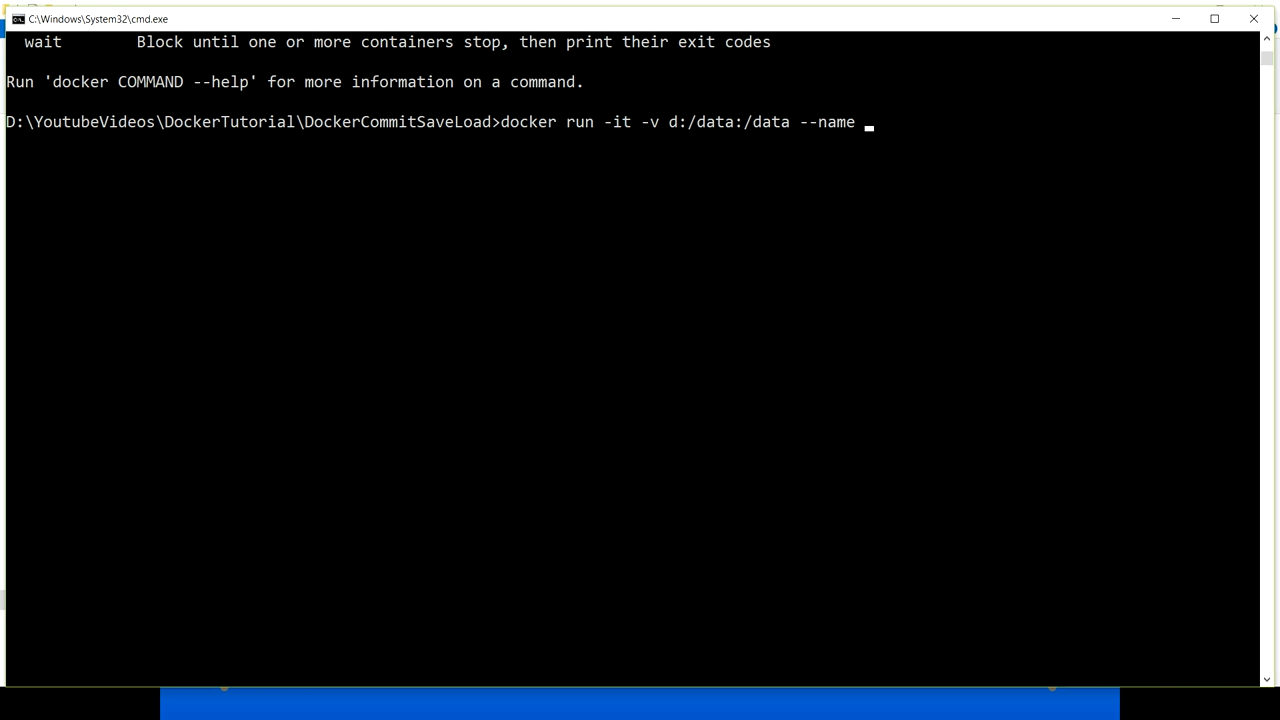 C:\Windows\System32\cmd.exe
wait Block until one or more containers stop, then print their exit codes
Run 'docker COMMAND --help' for more information on a command.
D:\YoutubeVideos\DockerTutorial\DockerCommitSaveLoad>docker run -it -v d:/data:/data --name